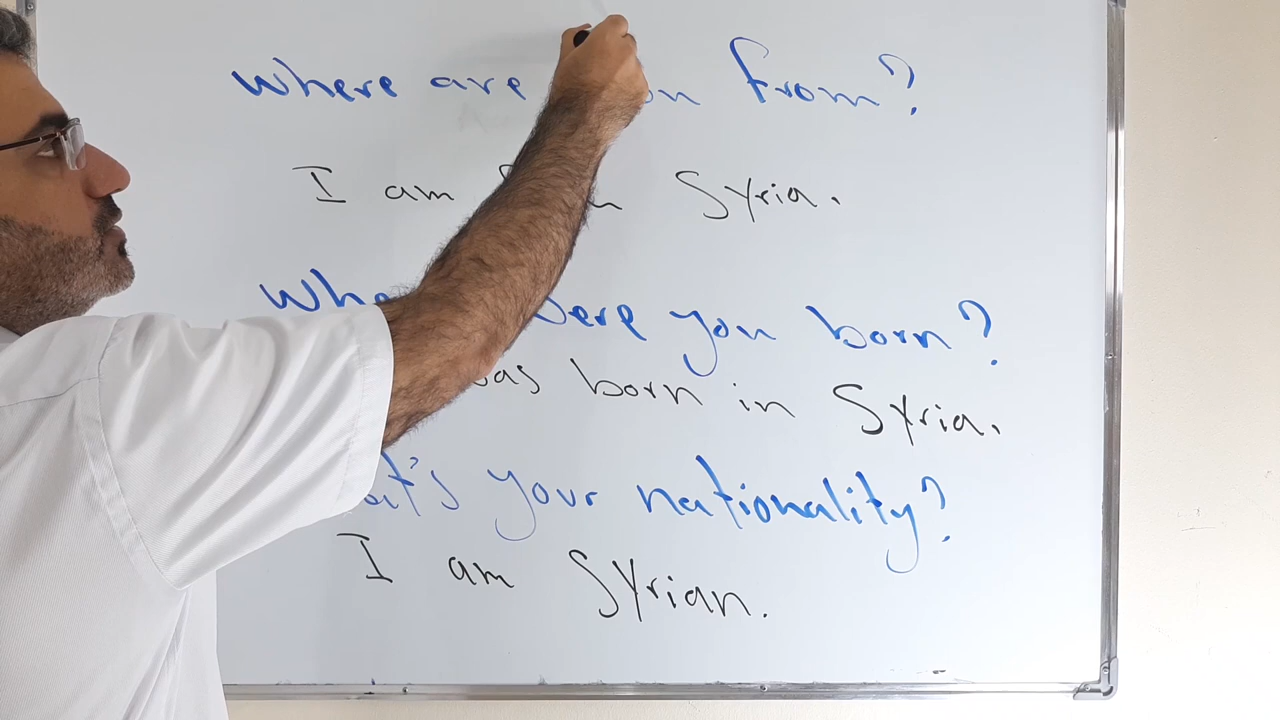 Where are you from?
I am from Syria.
Where were you born?
was born in Syria.
What's your nationality?
I am Syrian.